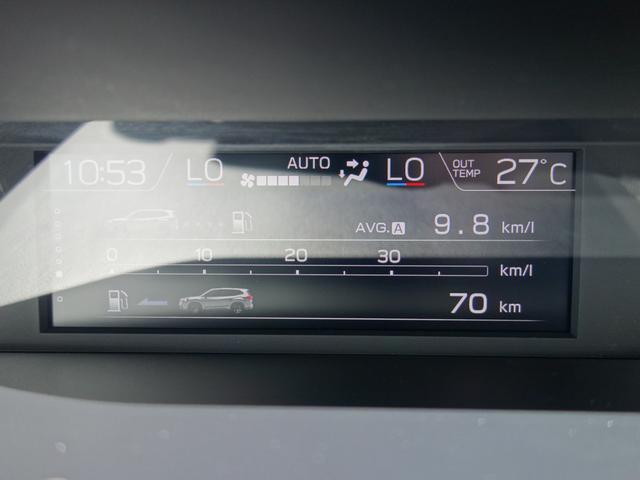 10:53 LO AUTO LO OUT TEMP 27°C
AVG. A 9.8 km/l
0 10 20 30 km/l
70 km